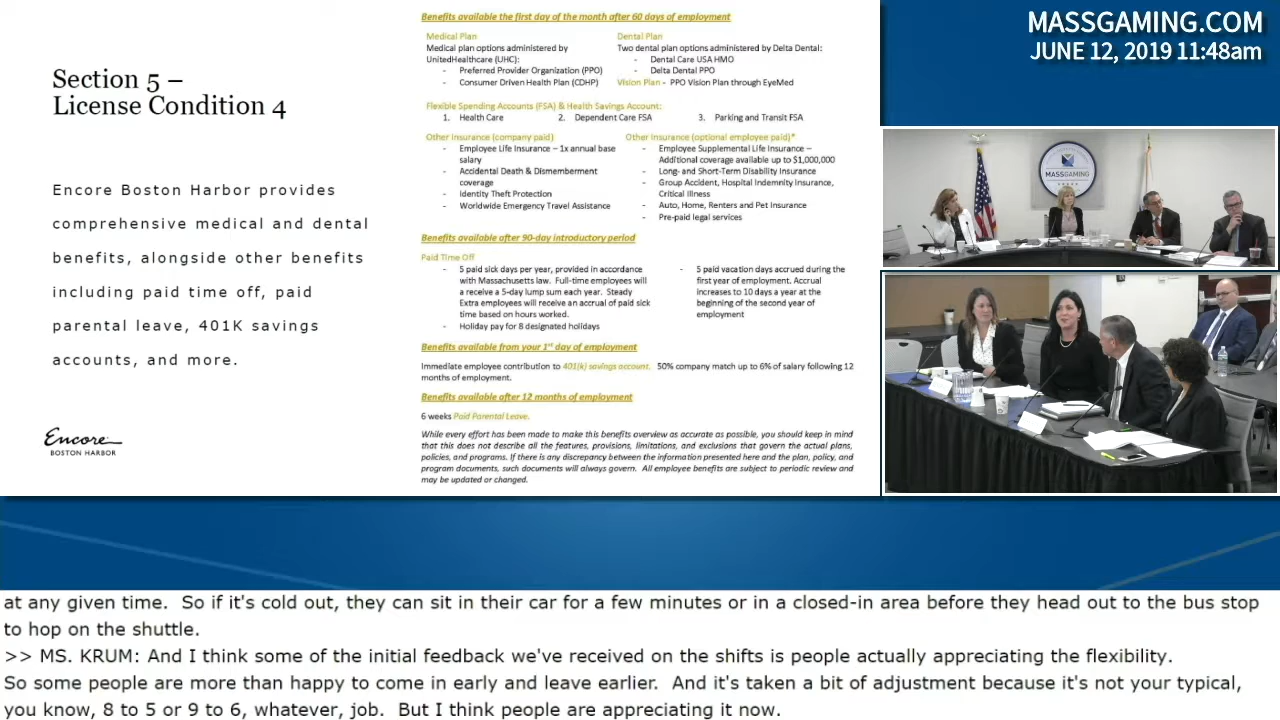 MASSGAMING.COM
JUNE 12, 2019 11:48am
Section 5 –
License Condition 4
Encore Boston Harbor provides
comprehensive medical and dental
benefits, alongside other benefits
including paid time off, paid
parental leave, 401K savings
accounts, and more.
Encore
BOSTON HARBOR
Benefits available the first day of the month after 60 days of employment
Medical Plan
Medical plan options administered by
UnitedHealthcare (UHC):
- Preferred Provider Organization (PPO)
- Consumer Driven Health Plan (CDHP)
Dental Plan
Two dental plan options administered by Delta Dental:
- Dental Care USA HMO
- Delta Dental PPO
Vision Plan - PPO Vision Plan through EyeMed
Flexible Spending Accounts (FSA) & Health Savings Account:
1. Health Care 2. Dependent Care FSA 3. Parking and Transit FSA
Other Insurance (company paid)
- Employee Life Insurance – 1x annual base
salary
- Accidental Death & Dismemberment
coverage
- Identity Theft Protection
- Worldwide Emergency Travel Assistance
Other Insurance (optional employee paid)*
- Employee Supplemental Life Insurance –
Additional coverage available up to $1,000,000
- Long- and Short-Term Disability Insurance
- Group Accident, Hospital Indemnity Insurance,
Critical Illness
- Auto, Home, Renters and Pet Insurance
- Pre-paid legal services
Benefits available after 90-day introductory period
Paid Time Off
- 5 paid sick days per year, provided in accordance
with Massachusetts law. Full-time employees will
a receive a 5-day lump sum each year. Steady
Extra employees will receive an accrual of paid sick
time based on hours worked.
- Holiday pay for 8 designated holidays
- 5 paid vacation days accrued during the
first year of employment. Accrual
increases to 10 days a year at the
beginning of the second year of
employment
Benefits available from your 1st day of employment
Immediate employee contribution to 401(k) savings account. 50% company match up to 6% of salary following 12
months of employment.
Benefits available after 12 months of employment
6 weeks Paid Parental Leave.
While every effort has been made to make this benefits overview as accurate as possible, you should keep in mind
that this does not describe all the features, provisions, limitations, and exclusions that govern the actual plans,
policies, and programs. If there is any discrepancy between the information presented here and the plan, policy, and
program documents, such documents will always govern. All employee benefits are subject to periodic review and
may be updated or changed.
MASSGAMING
at any given time. So if it's cold out, they can sit in their car for a few minutes or in a closed-in area before they head out to the bus stop
to hop on the shuttle.
>> MS. KRUM: And I think some of the initial feedback we've received on the shifts is people actually appreciating the flexibility.
So some people are more than happy to come in early and leave earlier. And it's taken a bit of adjustment because it's not your typical,
you know, 8 to 5 or 9 to 6, whatever, job. But I think people are appreciating it now.